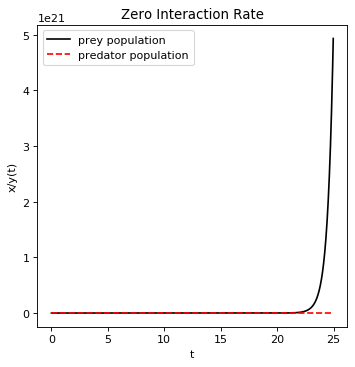 Zero Interaction Rate
1e21
prey population
predator population
5
4
3
2
1
0
x/y(t)
0 5 10 15 20 25
t